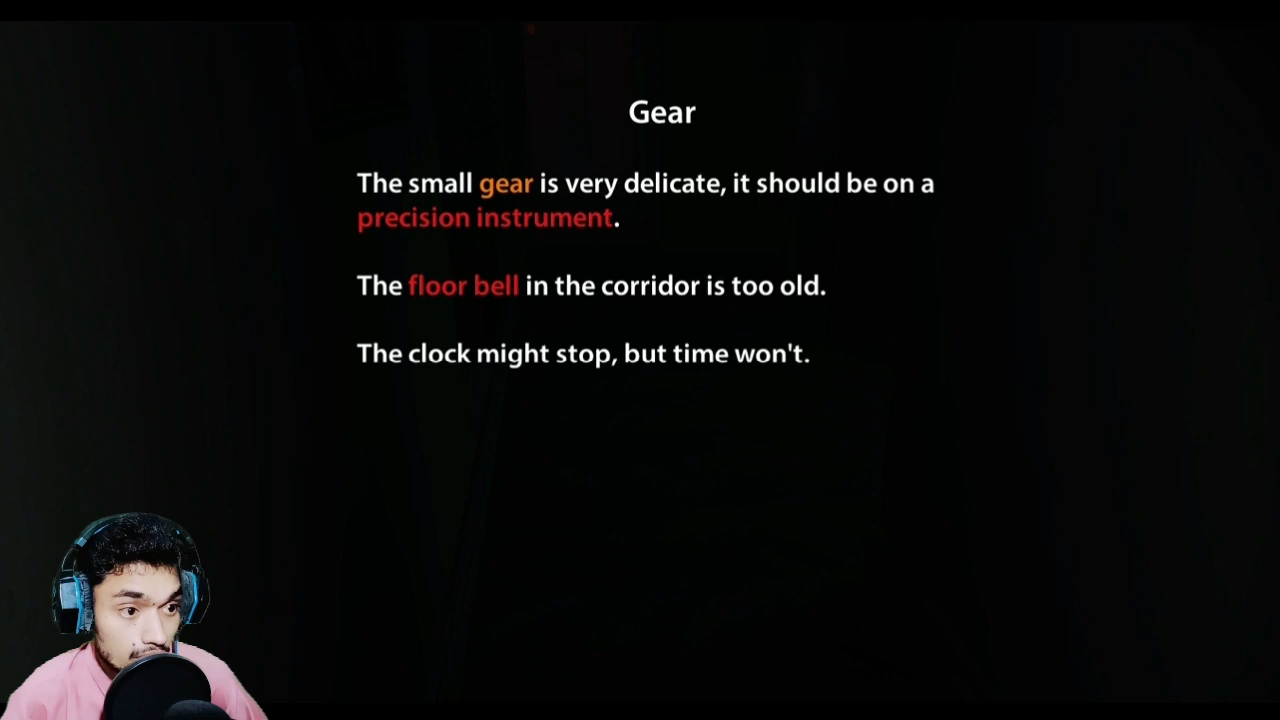 Gear
The small gear is very delicate, it should be on a
precision instrument.
The floor bell in the corridor is too old.
The clock might stop, but time won't.